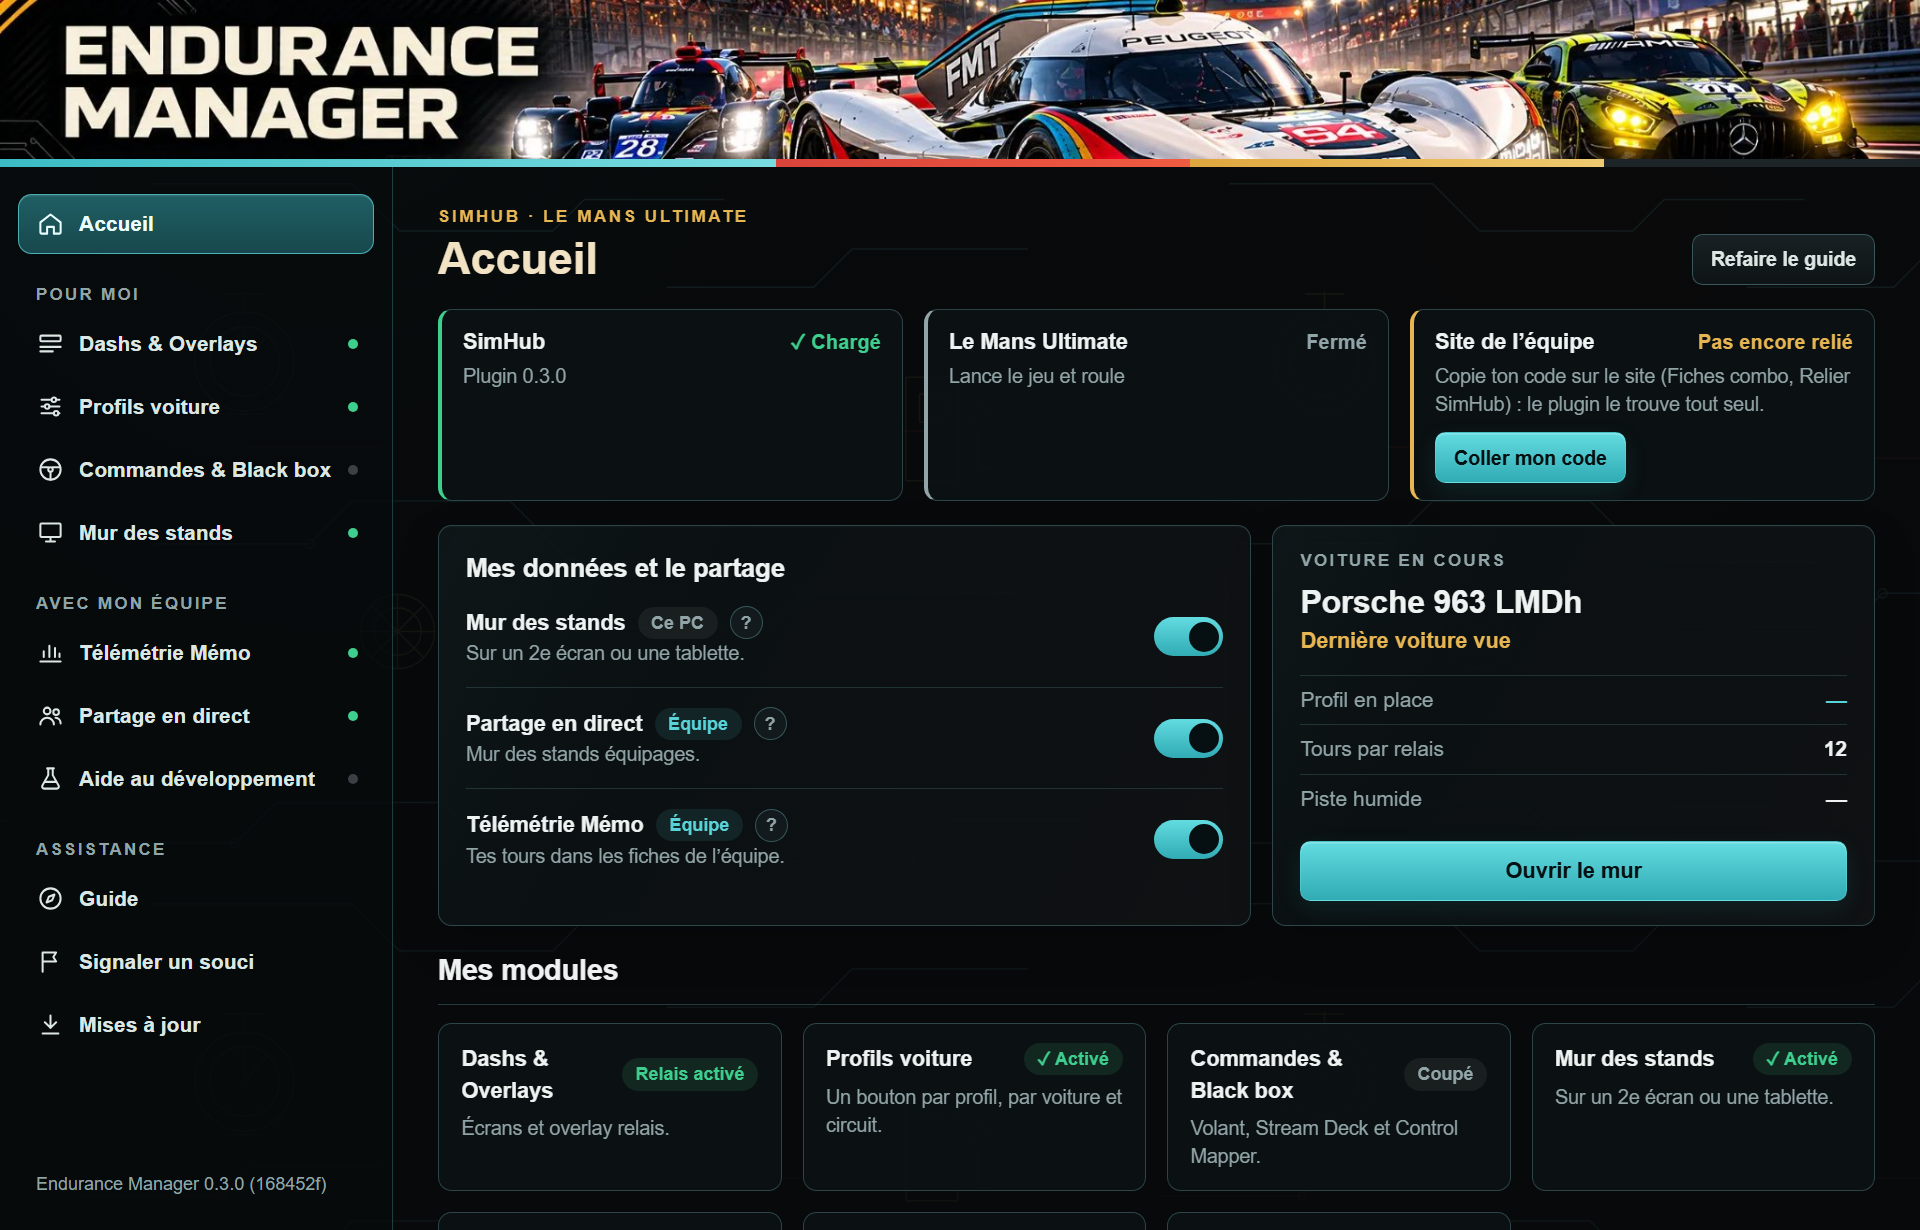 ENDURANCE
MANAGER
FMT
PEUGEOT
28
94
AMG
Accueil
POUR MOI
Dashs & Overlays
Profils voiture
Commandes & Black box
Mur des stands
AVEC MON ÉQUIPE
Télémétrie Mémo
Partage en direct
Aide au développement
ASSISTANCE
Guide
Signaler un souci
Mises à jour
Endurance Manager 0.3.0 (168452f)
SIMHUB · LE MANS ULTIMATE
Accueil
Refaire le guide
SimHub ✓ Chargé
Plugin 0.3.0
Le Mans Ultimate Fermé
Lance le jeu et roule
Site de l’équipe Pas encore relié
Copie ton code sur le site (Fiches combo, Relier
SimHub) : le plugin le trouve tout seul.
Coller mon code
Mes données et le partage
Mur des stands Ce PC ?
Sur un 2e écran ou une tablette.
Partage en direct Équipe ?
Mur des stands équipages.
Télémétrie Mémo Équipe ?
Tes tours dans les fiches de l’équipe.
VOITURE EN COURS
Porsche 963 LMDh
Dernière voiture vue
Profil en place —
Tours par relais 12
Piste humide —
Ouvrir le mur
Mes modules
Dashs &
Overlays
Relais activé
Écrans et overlay relais.
Profils voiture ✓ Activé
Un bouton par profil, par voiture et
circuit.
Commandes &
Black box
Coupé
Volant, Stream Deck et Control
Mapper.
Mur des stands ✓ Activé
Sur un 2e écran ou une tablette.